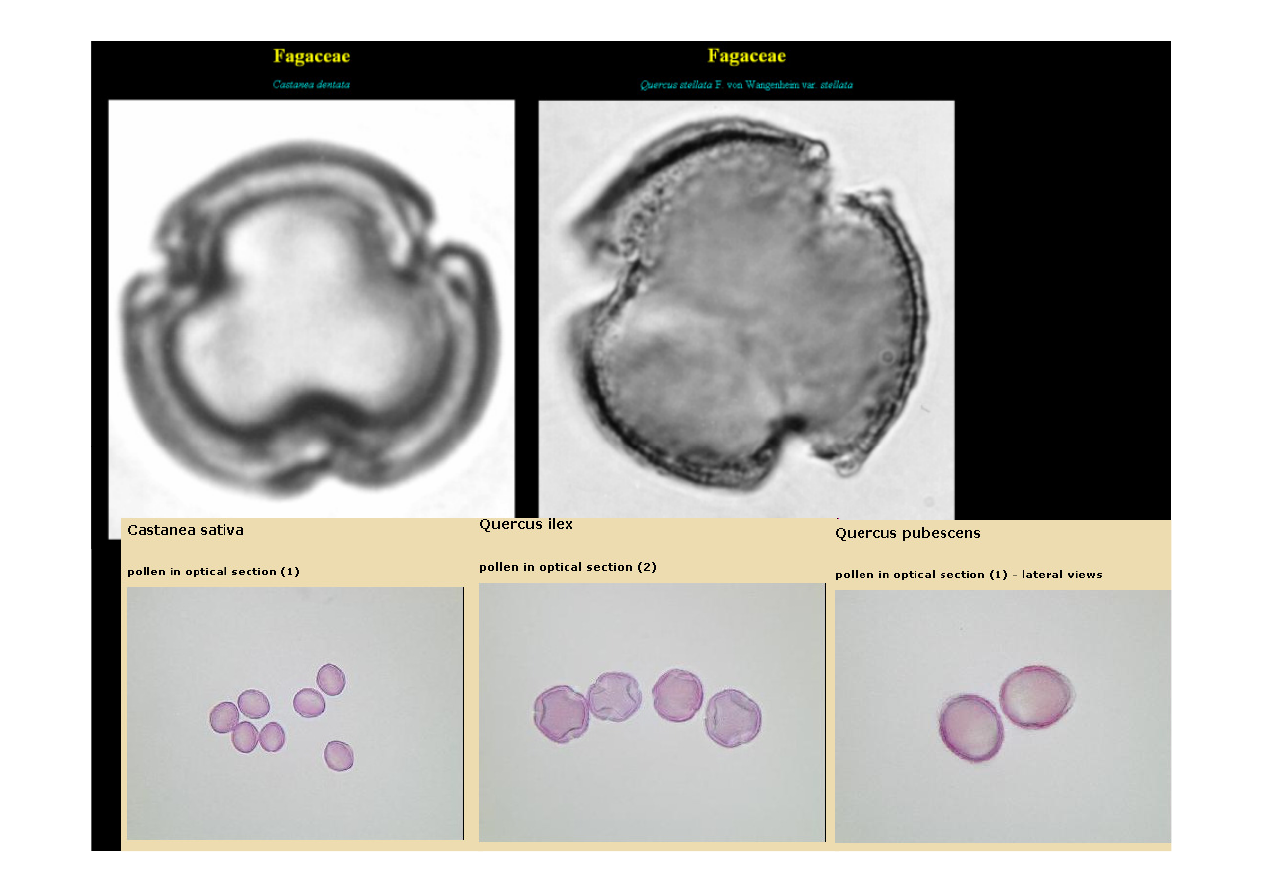 Fagaceae
Castanea dentata
Fagaceae
Quercus stellata F. von Wangenheim var. stellata
Castanea sativa
pollen in optical section (1)
Quercus ilex
pollen in optical section (2)
Quercus pubescens
pollen in optical section (1) - lateral views